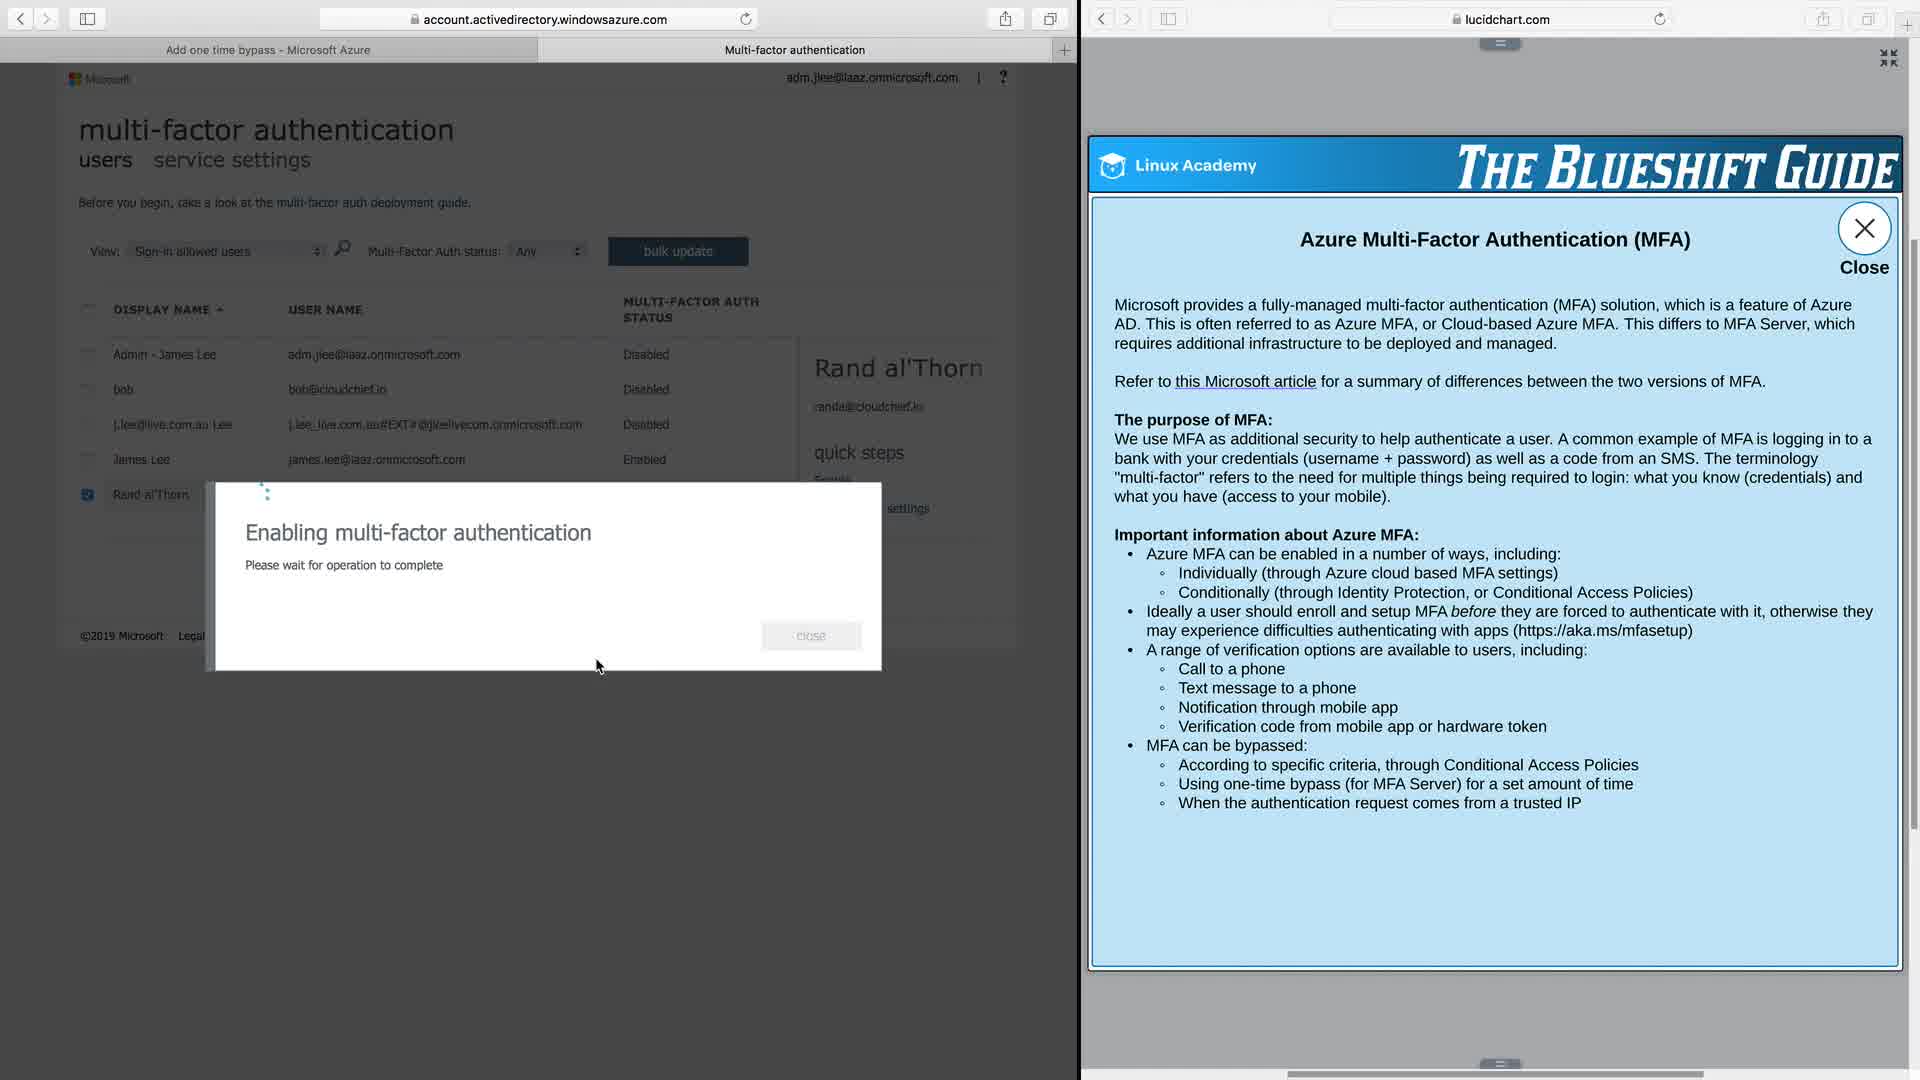 account.activedirectory.windowsazure.com
Add one time bypass - Microsoft Azure
Multi-factor authentication
Microsoft
adm.jlee@laaz.onmicrosoft.com | ?
multi-factor authentication
users service settings
Before you begin, take a look at the multi-factor auth deployment guide.
View: Sign-in allowed users Multi-Factor Auth status: Any bulk update
DISPLAY NAME USER NAME MULTI-FACTOR AUTH STATUS
Admin - James Lee adm.jlee@laaz.onmicrosoft.com Disabled
bob bob@cloudchief.io Disabled
j.lee@live.com.au Lee j.lee_live.com.au#EXT#@jleelivecom.onmicrosoft.com Disabled
James Lee james.lee@laaz.onmicrosoft.com Enabled
Rand al'Thorn
Rand al'Thorn
randa@cloudchief.io
quick steps
settings
Enabling multi-factor authentication
Please wait for operation to complete
close
©2019 Microsoft Legal
lucidchart.com
Linux Academy
THE BLUESHIFT GUIDE
Azure Multi-Factor Authentication (MFA)
Close
Microsoft provides a fully-managed multi-factor authentication (MFA) solution, which is a feature of Azure
AD. This is often referred to as Azure MFA, or Cloud-based Azure MFA. This differs to MFA Server, which
requires additional infrastructure to be deployed and managed.
Refer to this Microsoft article for a summary of differences between the two versions of MFA.
The purpose of MFA:
We use MFA as additional security to help authenticate a user. A common example of MFA is logging in to a
bank with your credentials (username + password) as well as a code from an SMS. The terminology
"multi-factor" refers to the need for multiple things being required to login: what you know (credentials) and
what you have (access to your mobile).
Important information about Azure MFA:
• Azure MFA can be enabled in a number of ways, including:
◦ Individually (through Azure cloud based MFA settings)
◦ Conditionally (through Identity Protection, or Conditional Access Policies)
• Ideally a user should enroll and setup MFA before they are forced to authenticate with it, otherwise they
may experience difficulties authenticating with apps (https://aka.ms/mfasetup)
• A range of verification options are available to users, including:
◦ Call to a phone
◦ Text message to a phone
◦ Notification through mobile app
◦ Verification code from mobile app or hardware token
• MFA can be bypassed:
◦ According to specific criteria, through Conditional Access Policies
◦ Using one-time bypass (for MFA Server) for a set amount of time
◦ When the authentication request comes from a trusted IP